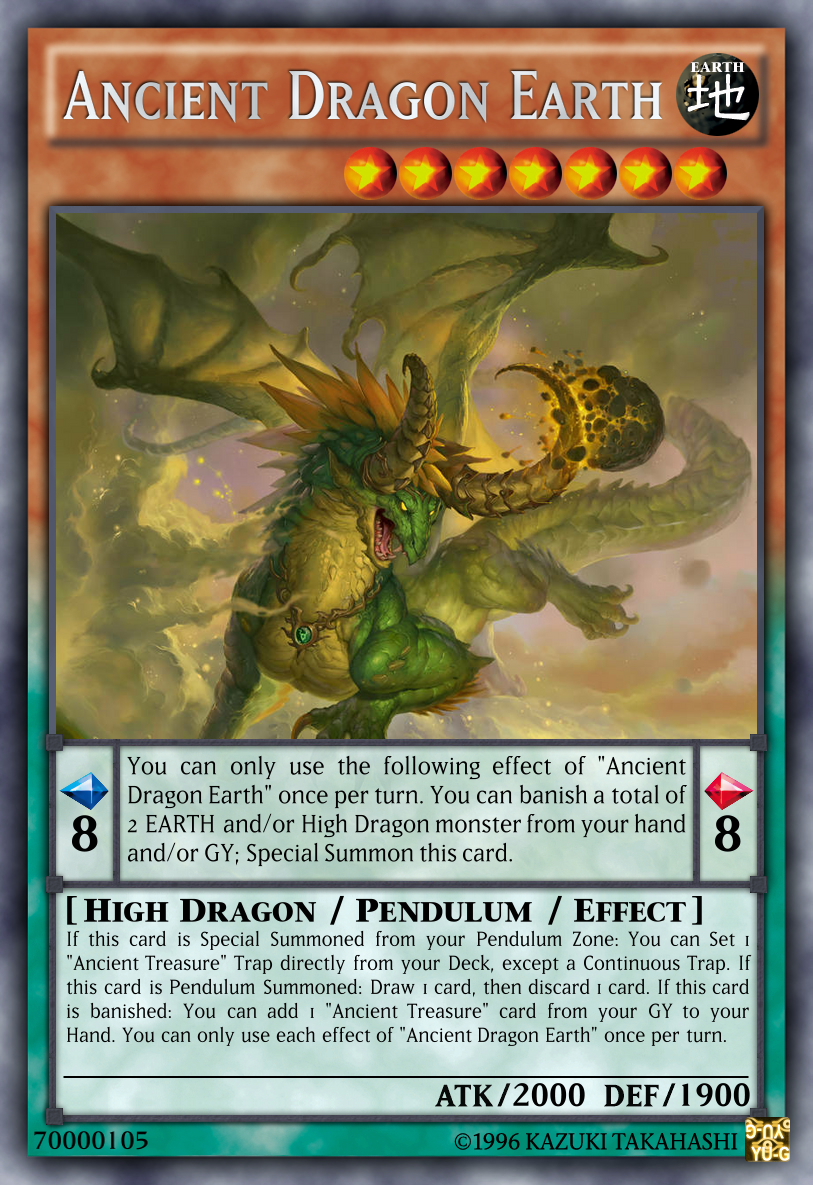 Ancient Dragon Earth
EARTH
地
You can only use the following effect of "Ancient
Dragon Earth" once per turn. You can banish a total of
2 EARTH and/or High Dragon monster from your hand
and/or GY; Special Summon this card.
8
8
[ High Dragon / Pendulum / Effect ]
If this card is Special Summoned from your Pendulum Zone: You can Set 1
"Ancient Treasure" Trap directly from your Deck, except a Continuous Trap. If
this card is Pendulum Summoned: Draw 1 card, then discard 1 card. If this card
is banished: You can add 1 "Ancient Treasure" card from your GY to your
Hand. You can only use each effect of "Ancient Dragon Earth" once per turn.
ATK/2000 DEF/1900
70000105
©1996 KAZUKI TAKAHASHI